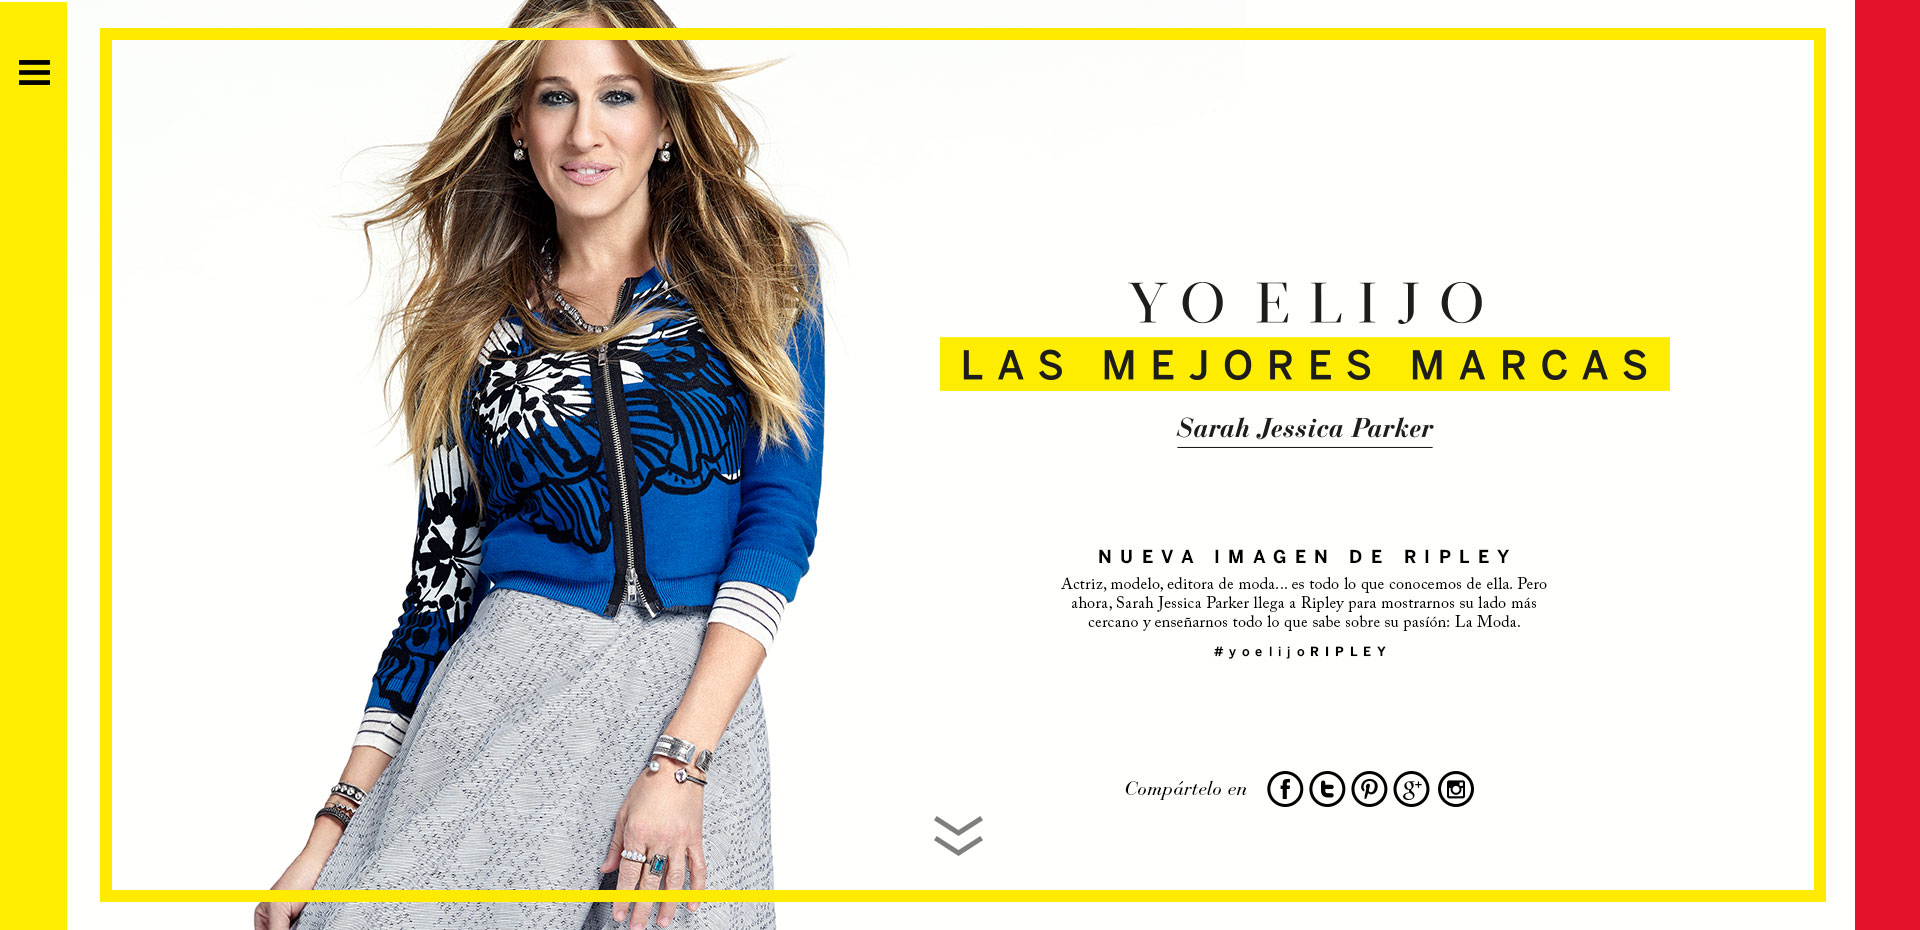 YO ELIJO
LAS MEJORES MARCAS
Sarah Jessica Parker
NUEVA IMAGEN DE RIPLEY
Actriz, modelo, editora de moda... es todo lo que conocemos de ella. Pero
ahora, Sarah Jessica Parker llega a Ripley para mostrarnos su lado más
cercano y enseñarnos todo lo que sabe sobre su pasión: La Moda.
#yoelijoRIPLEY
Compártelo en